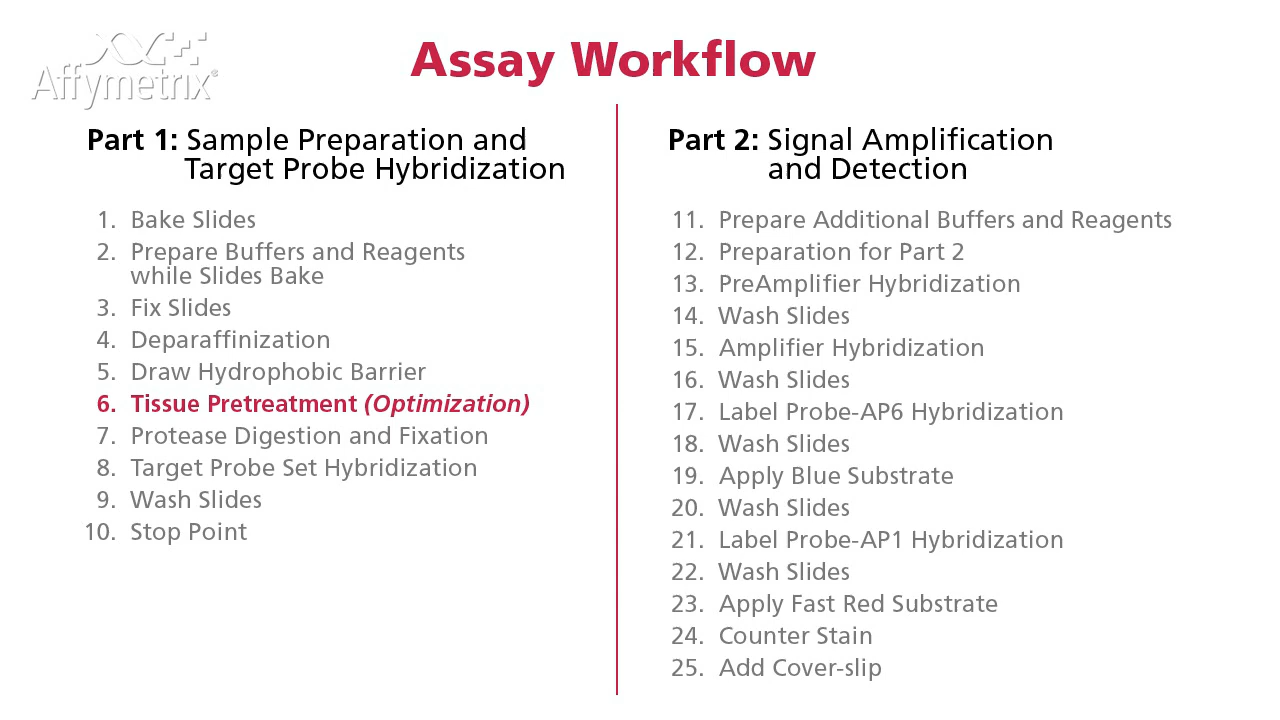 Affymetrix®
Assay Workflow
Part 1: Sample Preparation and
Target Probe Hybridization
1. Bake Slides
2. Prepare Buffers and Reagents
while Slides Bake
3. Fix Slides
4. Deparaffinization
5. Draw Hydrophobic Barrier
6. Tissue Pretreatment (Optimization)
7. Protease Digestion and Fixation
8. Target Probe Set Hybridization
9. Wash Slides
10. Stop Point
Part 2: Signal Amplification
and Detection
11. Prepare Additional Buffers and Reagents
12. Preparation for Part 2
13. PreAmplifier Hybridization
14. Wash Slides
15. Amplifier Hybridization
16. Wash Slides
17. Label Probe-AP6 Hybridization
18. Wash Slides
19. Apply Blue Substrate
20. Wash Slides
21. Label Probe-AP1 Hybridization
22. Wash Slides
23. Apply Fast Red Substrate
24. Counter Stain
25. Add Cover-slip